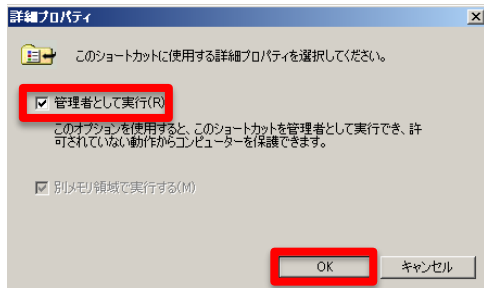 詳細プロパティ
このショートカットに使用する詳細プロパティを選択してください。
管理者として実行(R)
このオプションを使用すると、このショートカットを管理者として実行でき、許
可されていない動作からコンピューターを保護できます。
別メモリ領域で実行する(M)
OK
キャンセル